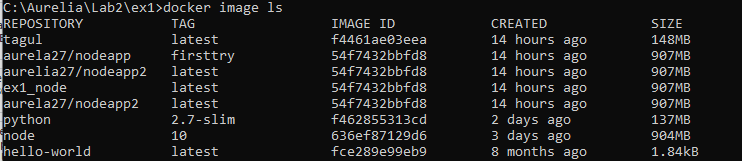 C:\Aurelia\Lab2\ex1>docker image ls
REPOSITORY TAG IMAGE ID CREATED SIZE
tagul latest f4461ae03eea 14 hours ago 148MB
aurela27/nodeapp firsttry 54f7432bbfd8 14 hours ago 907MB
aurelia27/nodeapp2 latest 54f7432bbfd8 14 hours ago 907MB
ex1_node latest 54f7432bbfd8 14 hours ago 907MB
aurela27/nodeapp2 latest 54f7432bbfd8 14 hours ago 907MB
python 2.7-slim f462855313cd 2 days ago 137MB
node 10 636ef87129d6 3 days ago 904MB
hello-world latest fce289e99eb9 8 months ago 1.84kB